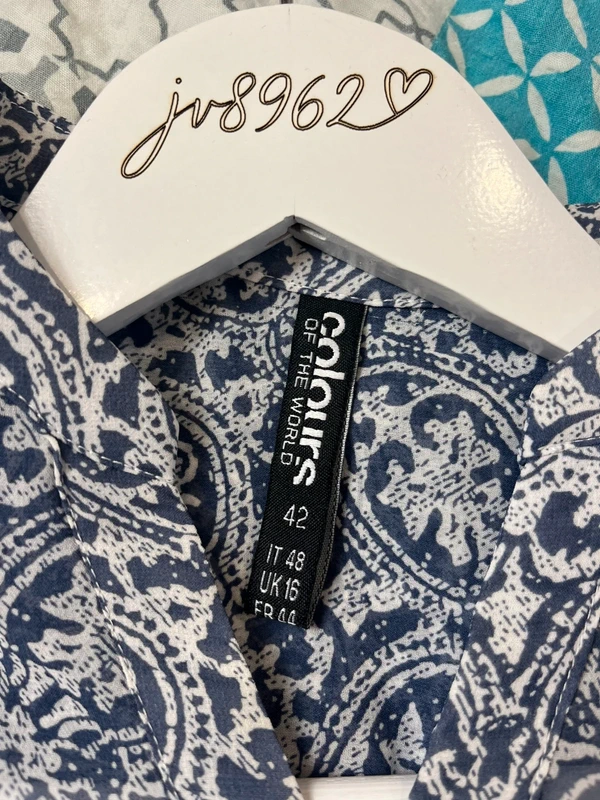 jv8962
colours
OF THE WORLD
42
IT 48
UK 16
FR 44